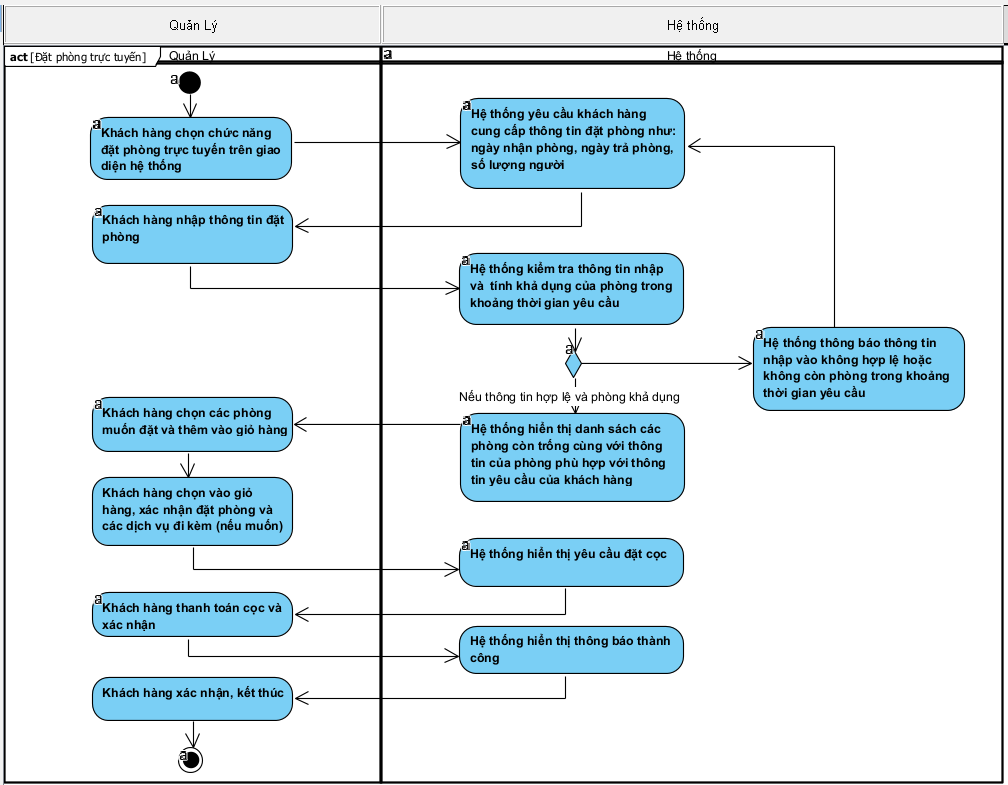 Quản Lý
Hệ thống
act [Đặt phòng trực tuyến]
Quản Lý
a
Hệ thống
a
a
Khách hàng chọn chức năng
đặt phòng trực tuyến trên giao
diện hệ thống
a
Hệ thống yêu cầu khách hàng
cung cấp thông tin đặt phòng như:
ngày nhận phòng, ngày trả phòng,
số lượng người
a
Khách hàng nhập thông tin đặt
phòng
a
Hệ thống kiểm tra thông tin nhập
và tính khả dụng của phòng trong
khoảng thời gian yêu cầu
a
a
Hệ thống thông báo thông tin
nhập vào không hợp lệ hoặc
không còn phòng trong khoảng
thời gian yêu cầu
Nếu thông tin hợp lệ và phòng khả dụng
a
Khách hàng chọn các phòng
muốn đặt và thêm vào giỏ hàng
a
Hệ thống hiển thị danh sách các
phòng còn trống cùng với thông
tin của phòng phù hợp với thông
tin yêu cầu của khách hàng
Khách hàng chọn vào giỏ
hàng, xác nhận đặt phòng và
các dịch vụ đi kèm (nếu muốn)
a
Hệ thống hiển thị yêu cầu đặt cọc
a
Khách hàng thanh toán cọc và
xác nhận
Hệ thống hiển thị thông báo thành
công
Khách hàng xác nhận, kết thúc
a